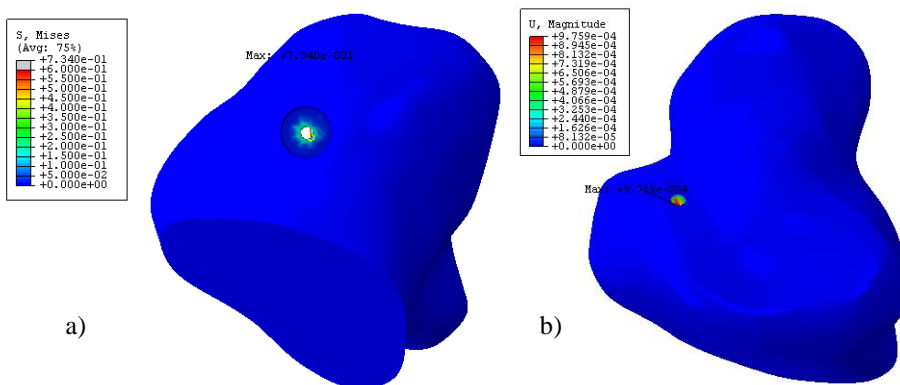 S, Mises
(Avg: 75%)
+7.340e-01
+6.000e-01
+5.500e-01
+5.000e-01
+4.500e-01
+4.000e-01
+3.500e-01
+3.000e-01
+2.500e-01
+2.000e-01
+1.500e-01
+1.000e-01
+5.000e-02
+0.000e+00
Max: +7.340e-001
a)
U, Magnitude
+9.759e-04
+8.945e-04
+8.132e-04
+7.319e-04
+6.506e-04
+5.693e-04
+4.879e-04
+4.066e-04
+3.253e-04
+2.440e-04
+1.626e-04
+8.132e-05
+0.000e+00
Max: +9.759e-004
b)